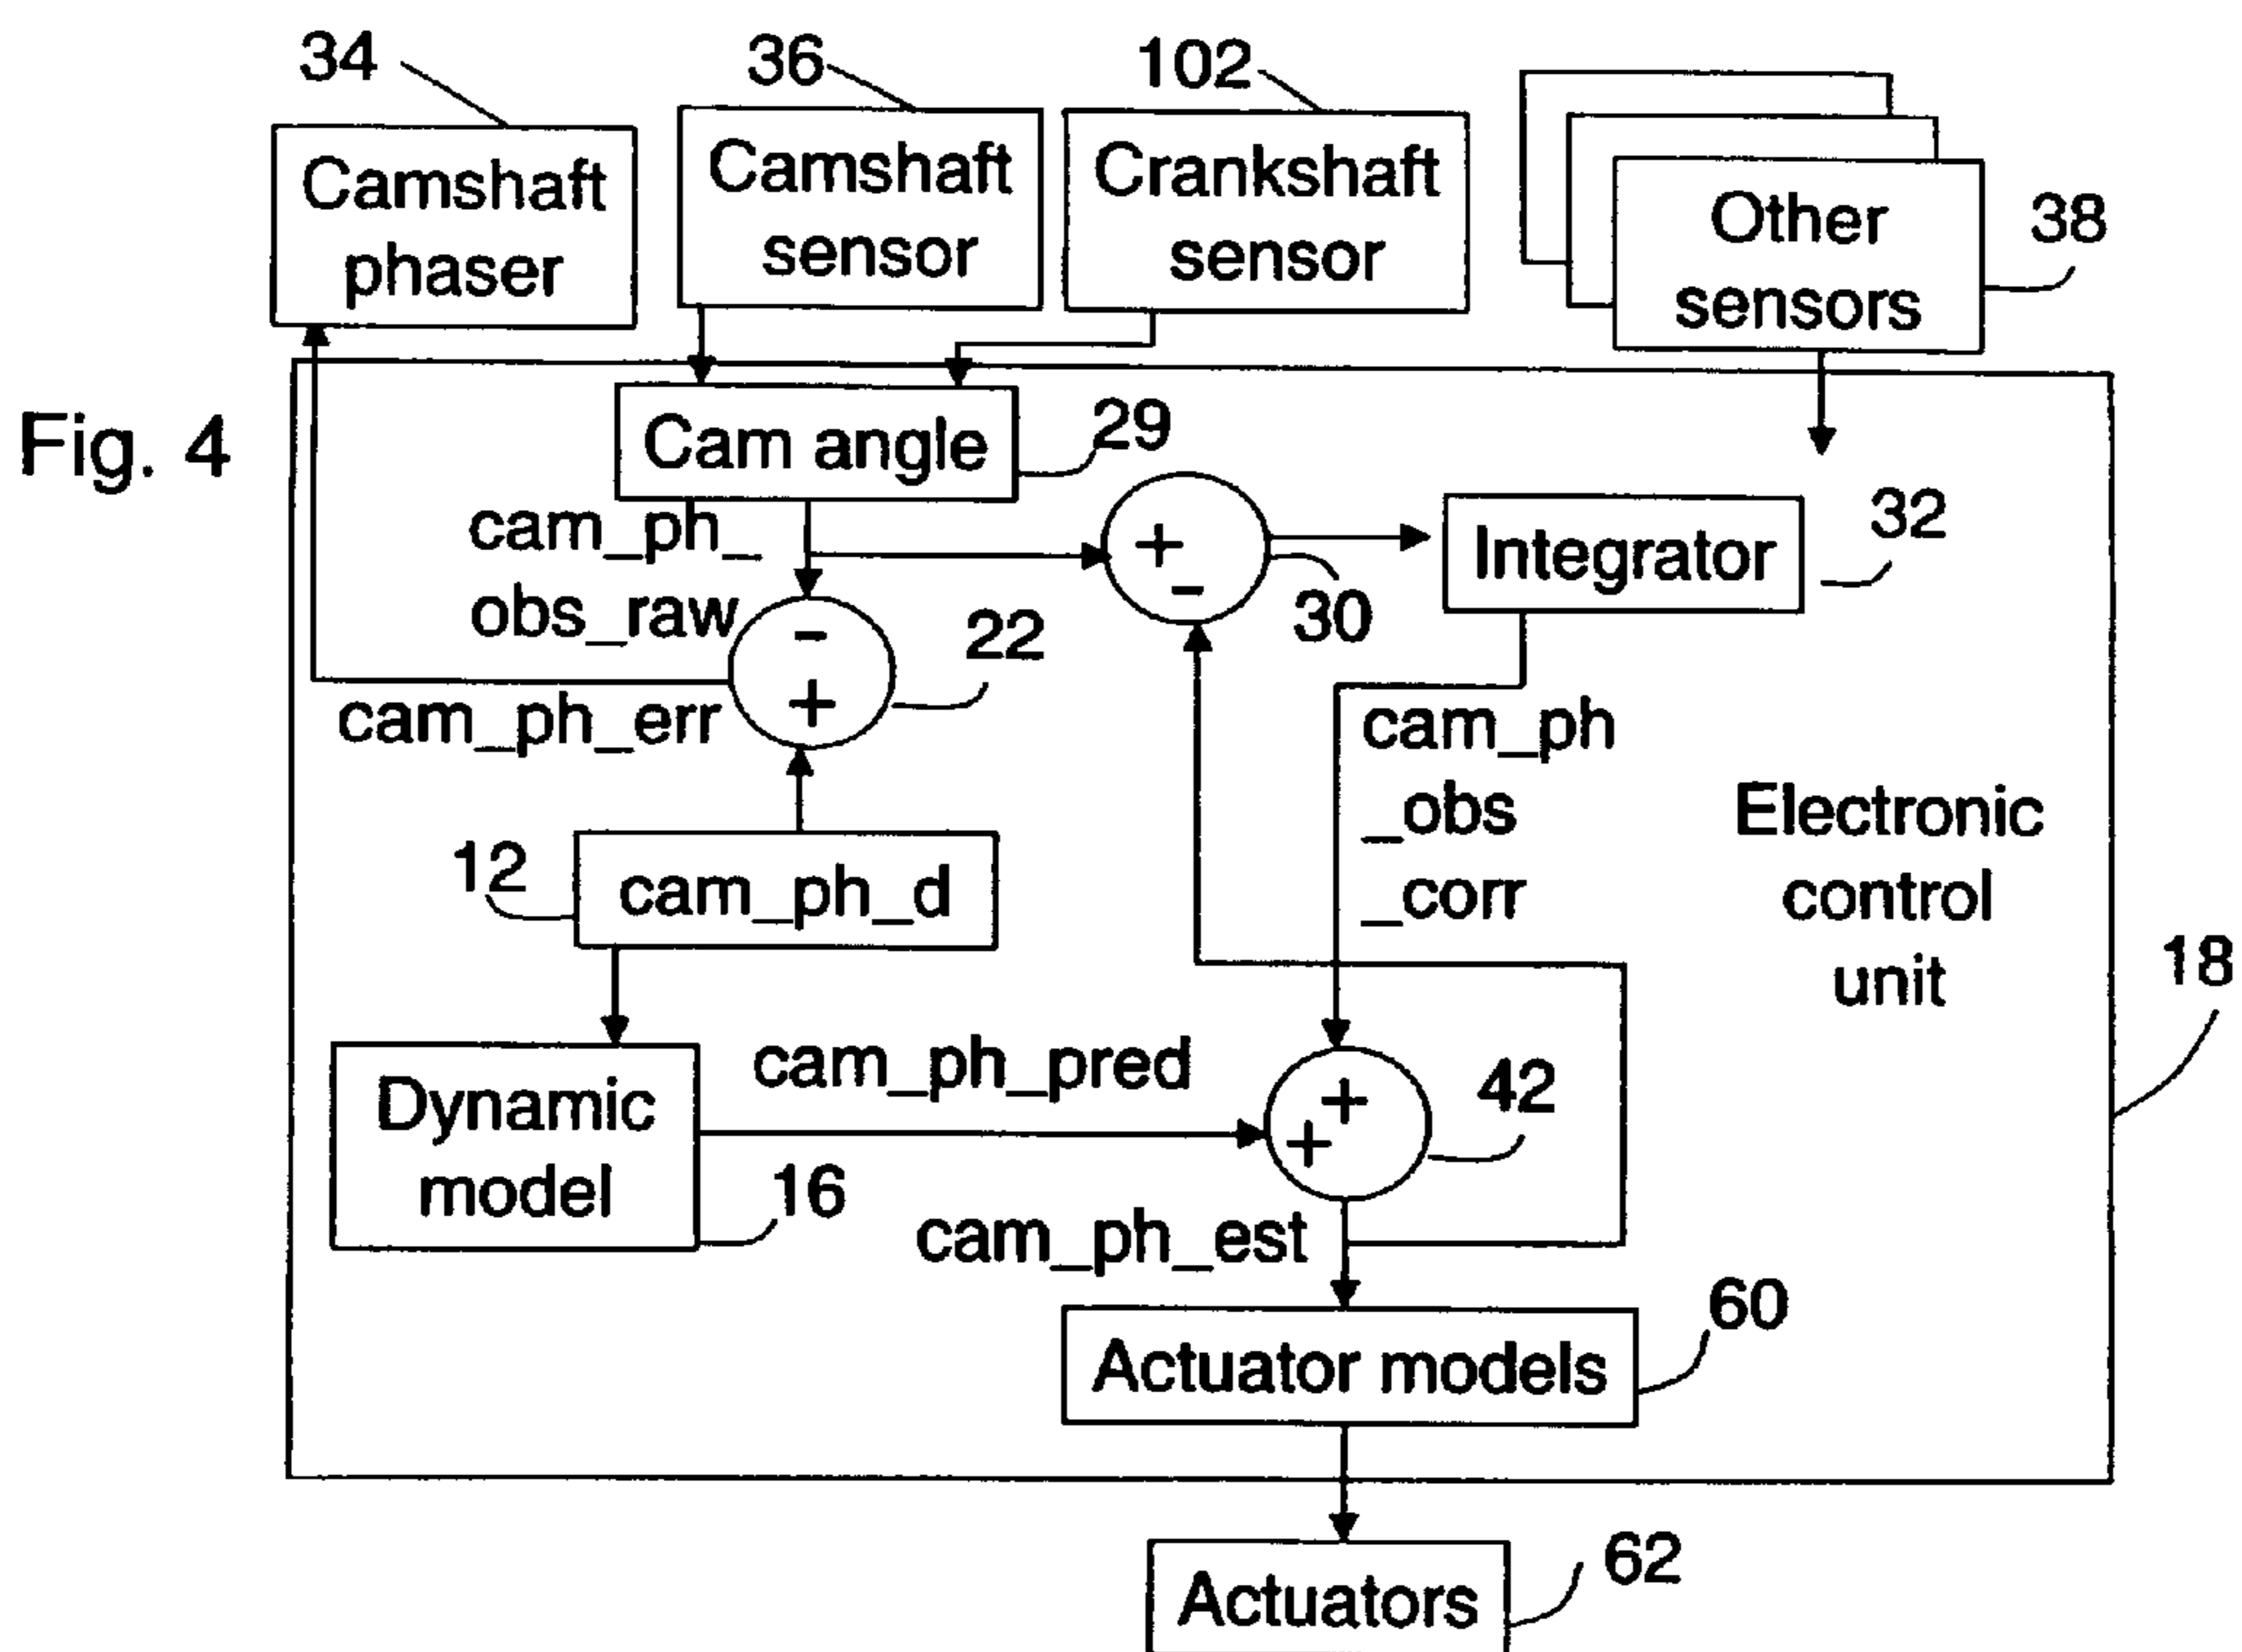 34
36
102
Camshaft
phaser
Camshaft
sensor
Crankshaft
sensor
Other
sensors
38
Fig. 4
Cam angle
29
cam_ph_
obs_raw
+
-
30
Integrator
32
-
+
22
cam_ph_err
cam_ph
_obs
_corr
Electronic
control
unit
18
12
cam_ph_d
Dynamic
model
16
cam_ph_pred
+
+
42
cam_ph_est
Actuator models
60
Actuators
62